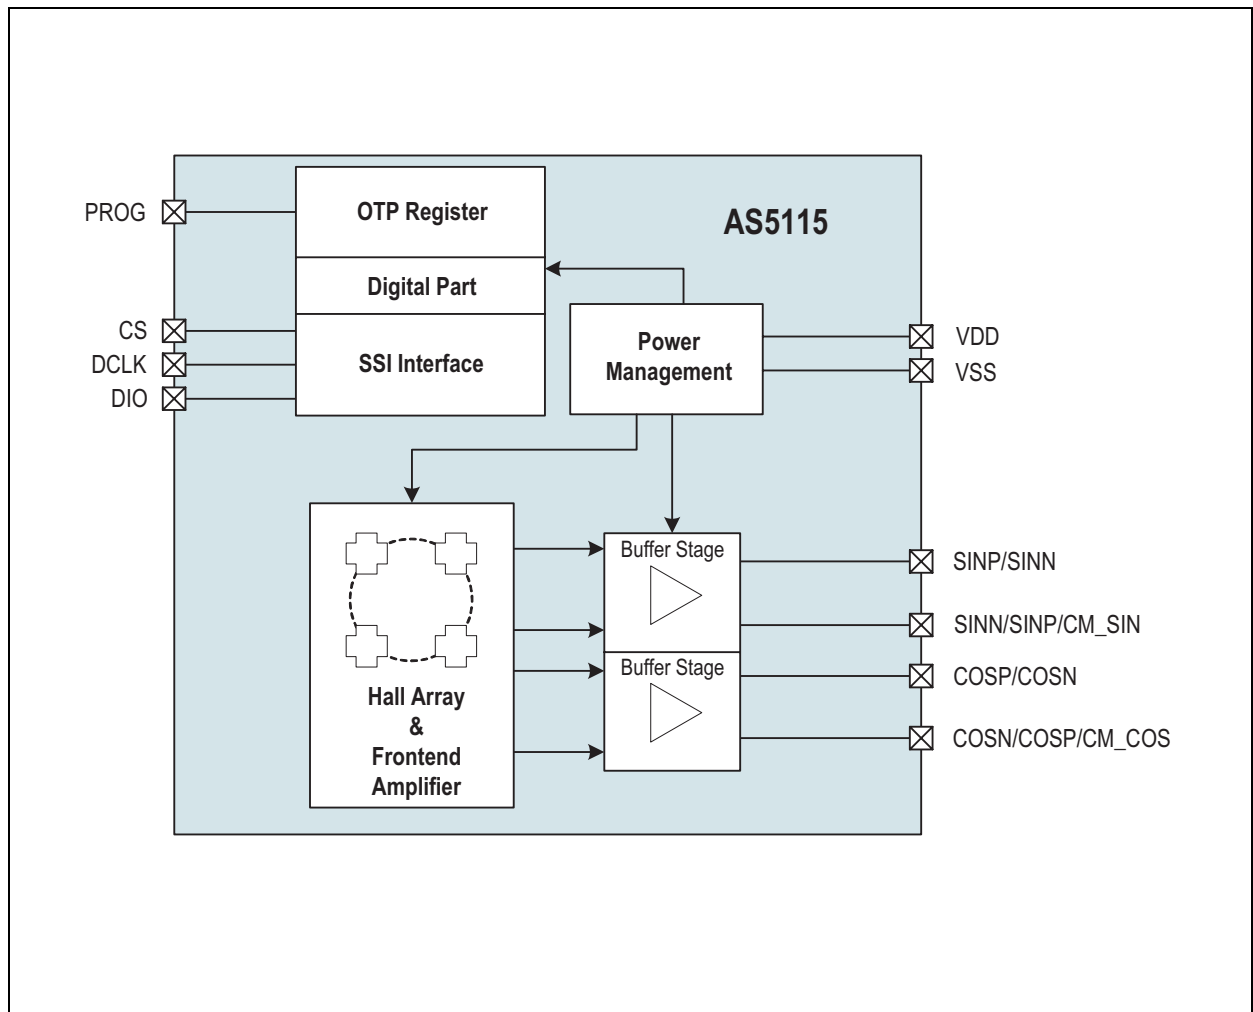 AS5115
PROG
OTP Register
Digital Part
CS
DCLK
DIO
SSI Interface
Power
Management
VDD
VSS
Hall Array
&
Frontend
Amplifier
Buffer Stage
Buffer Stage
SINP/SINN
SINN/SINP/CM_SIN
COSP/COSN
COSN/COSP/CM_COS